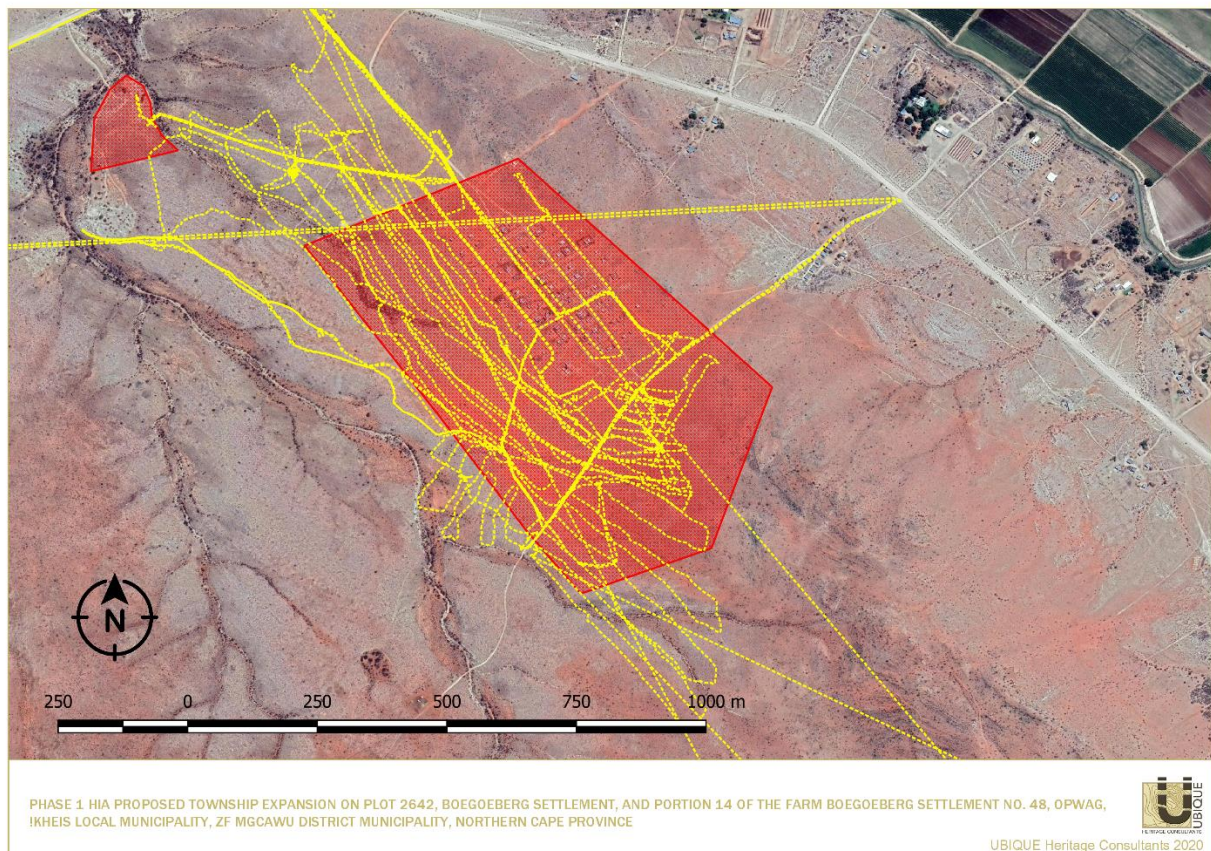 N
250 0 250 500 750 1000 m
PHASE 1 HIA PROPOSED TOWNSHIP EXPANSION ON PLOT 2642, BOEGOEBERG SETTLEMENT, AND PORTION 14 OF THE FARM BOEGOEBERG SETTLEMENT NO. 48, OPWAG,
!KHEIS LOCAL MUNICIPALITY, ZF MGCAWU DISTRICT MUNICIPALITY, NORTHERN CAPE PROVINCE
UBIQUE
HERITAGE CONSULTANTS
UBIQUE Heritage Consultants 2020